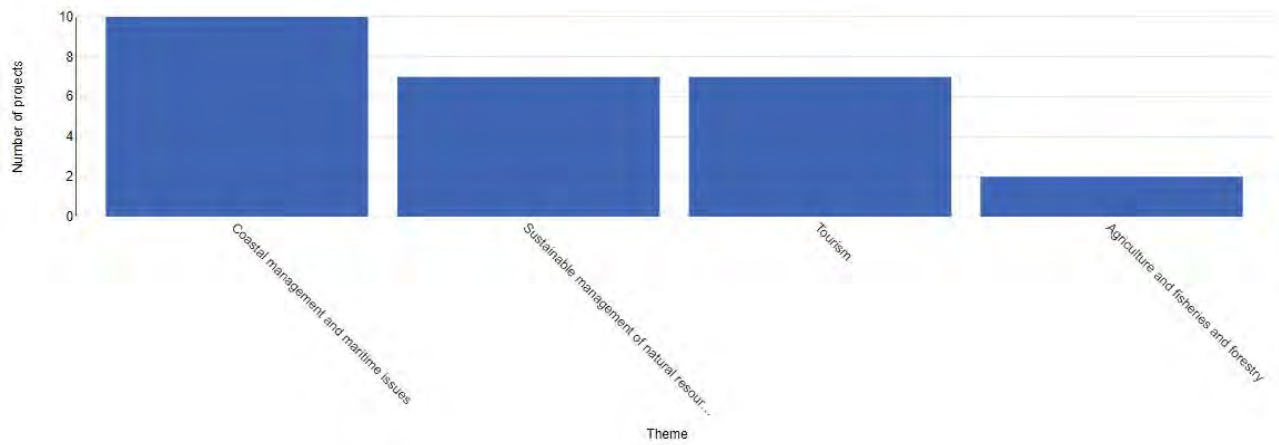 Number of projects
10
8
6
4
2
0
Coastal management and maritime issues
Sustainable management of natural resour...
Tourism
Agriculture and fisheries and forestry
Theme